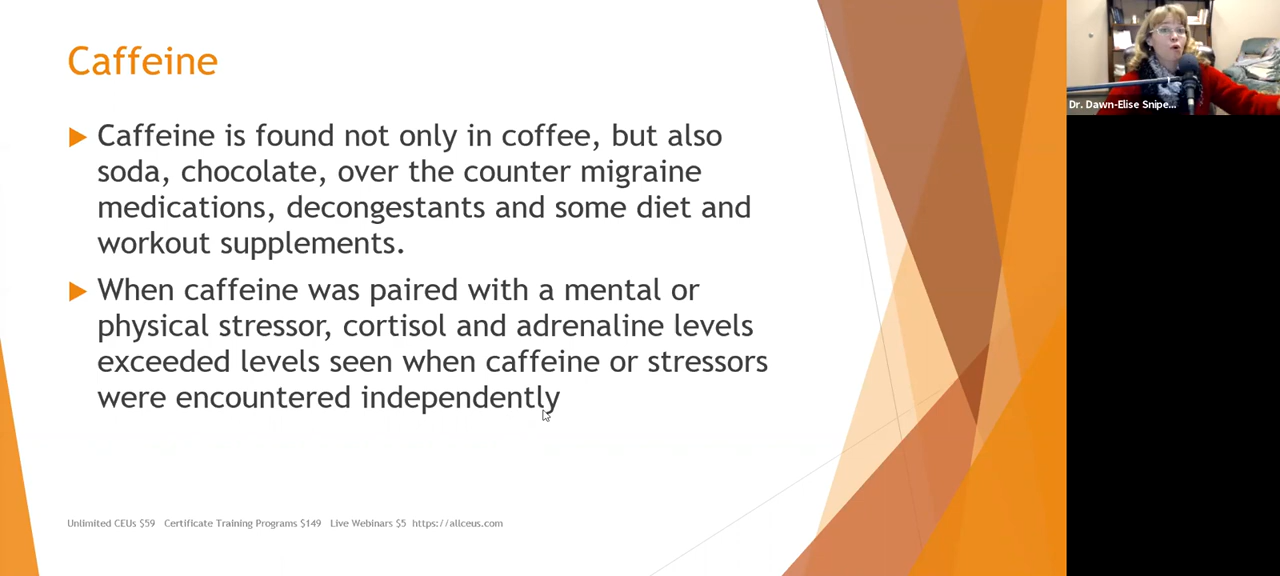 Caffeine
Caffeine is found not only in coffee, but also
soda, chocolate, over the counter migraine
medications, decongestants and some diet and
workout supplements.
When caffeine was paired with a mental or
physical stressor, cortisol and adrenaline levels
exceeded levels seen when caffeine or stressors
were encountered independently
Unlimited CEUs $59 Certificate Training Programs $149 Live Webinars $5 https://allceus.com
Dr. Dawn-Elise Snipe...